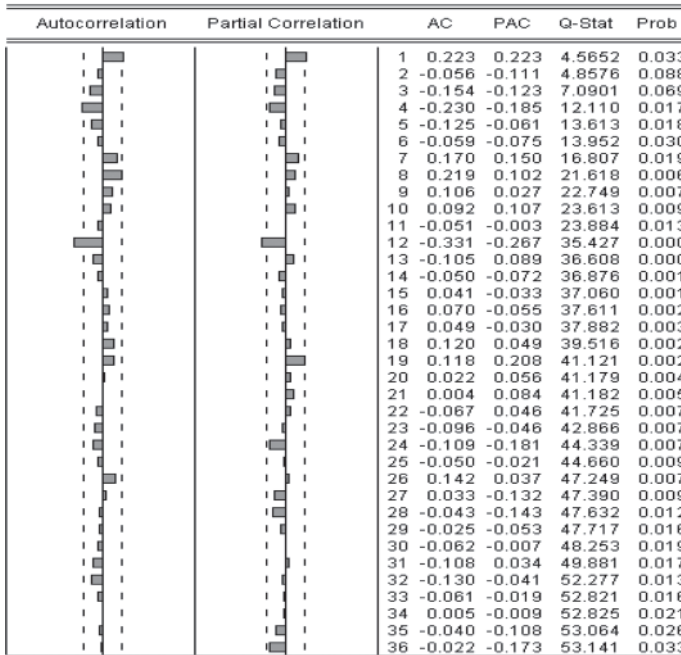 Autocorrelation Partial Correlation AC PAC Q-Stat Prob
1 0.223 0.223 4.5652 0.033
2 -0.056 -0.111 4.8576 0.088
3 -0.154 -0.123 7.0901 0.069
4 -0.230 -0.185 12.110 0.017
5 -0.125 -0.061 13.613 0.018
6 -0.059 -0.075 13.952 0.030
7 0.170 0.150 16.807 0.019
8 0.219 0.102 21.618 0.006
9 0.106 0.027 22.749 0.007
10 0.092 0.107 23.613 0.009
11 -0.051 -0.003 23.884 0.013
12 -0.331 -0.267 35.427 0.000
13 -0.105 0.089 36.608 0.000
14 -0.050 -0.072 36.876 0.001
15 0.041 -0.033 37.060 0.001
16 0.070 -0.055 37.611 0.002
17 0.049 -0.030 37.882 0.003
18 0.120 0.049 39.516 0.002
19 0.118 0.208 41.121 0.002
20 0.022 0.056 41.179 0.004
21 0.004 0.084 41.182 0.005
22 -0.067 0.046 41.725 0.007
23 -0.096 -0.046 42.866 0.007
24 -0.109 -0.181 44.339 0.007
25 -0.050 -0.021 44.660 0.009
26 0.142 0.037 47.249 0.007
27 0.033 -0.132 47.390 0.009
28 -0.043 -0.143 47.632 0.012
29 -0.025 -0.053 47.717 0.016
30 -0.062 -0.007 48.253 0.019
31 -0.108 0.034 49.881 0.017
32 -0.130 -0.041 52.277 0.013
33 -0.061 -0.019 52.821 0.016
34 0.005 -0.009 52.825 0.021
35 -0.040 -0.108 53.064 0.026
36 -0.022 -0.173 53.141 0.033